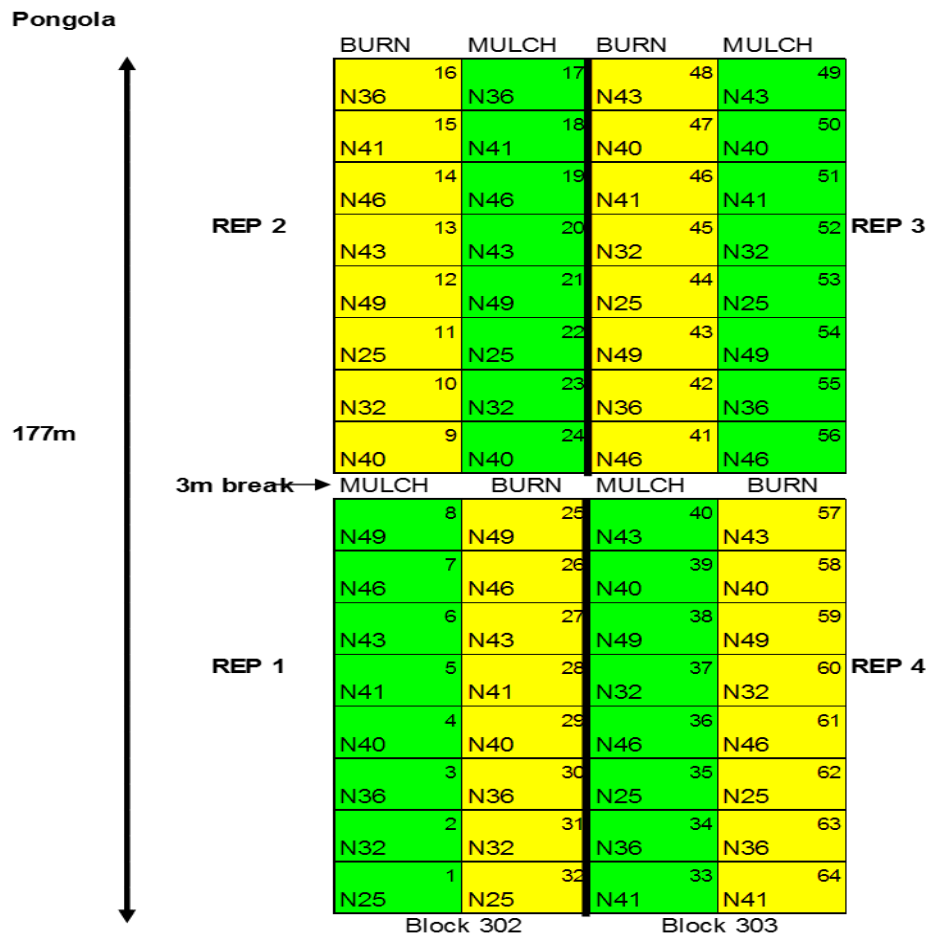 Pongola
BURN MULCH BURN MULCH
16 17 48 49
N36 N36 N43 N43
15 18 47 50
N41 N41 N40 N40
14 19 46 51
N46 N46 N41 N41
REP 2 13 20 45 52 REP 3
N43 N43 N32 N32
12 21 44 53
N49 N49 N25 N25
11 22 43 54
N25 N25 N49 N49
10 23 42 55
N32 N32 N36 N36
177m 9 24 41 56
N40 N40 N46 N46
3m break MULCH BURN MULCH BURN
8 25 40 57
N49 N49 N43 N43
7 26 39 58
N46 N46 N40 N40
6 27 38 59
N43 N43 N49 N49
REP 1 5 28 37 60 REP 4
N41 N41 N32 N32
4 29 36 61
N40 N40 N46 N46
3 30 35 62
N36 N36 N25 N25
2 31 34 63
N32 N32 N36 N36
1 32 33 64
N25 N25 N41 N41
Block 302 Block 303